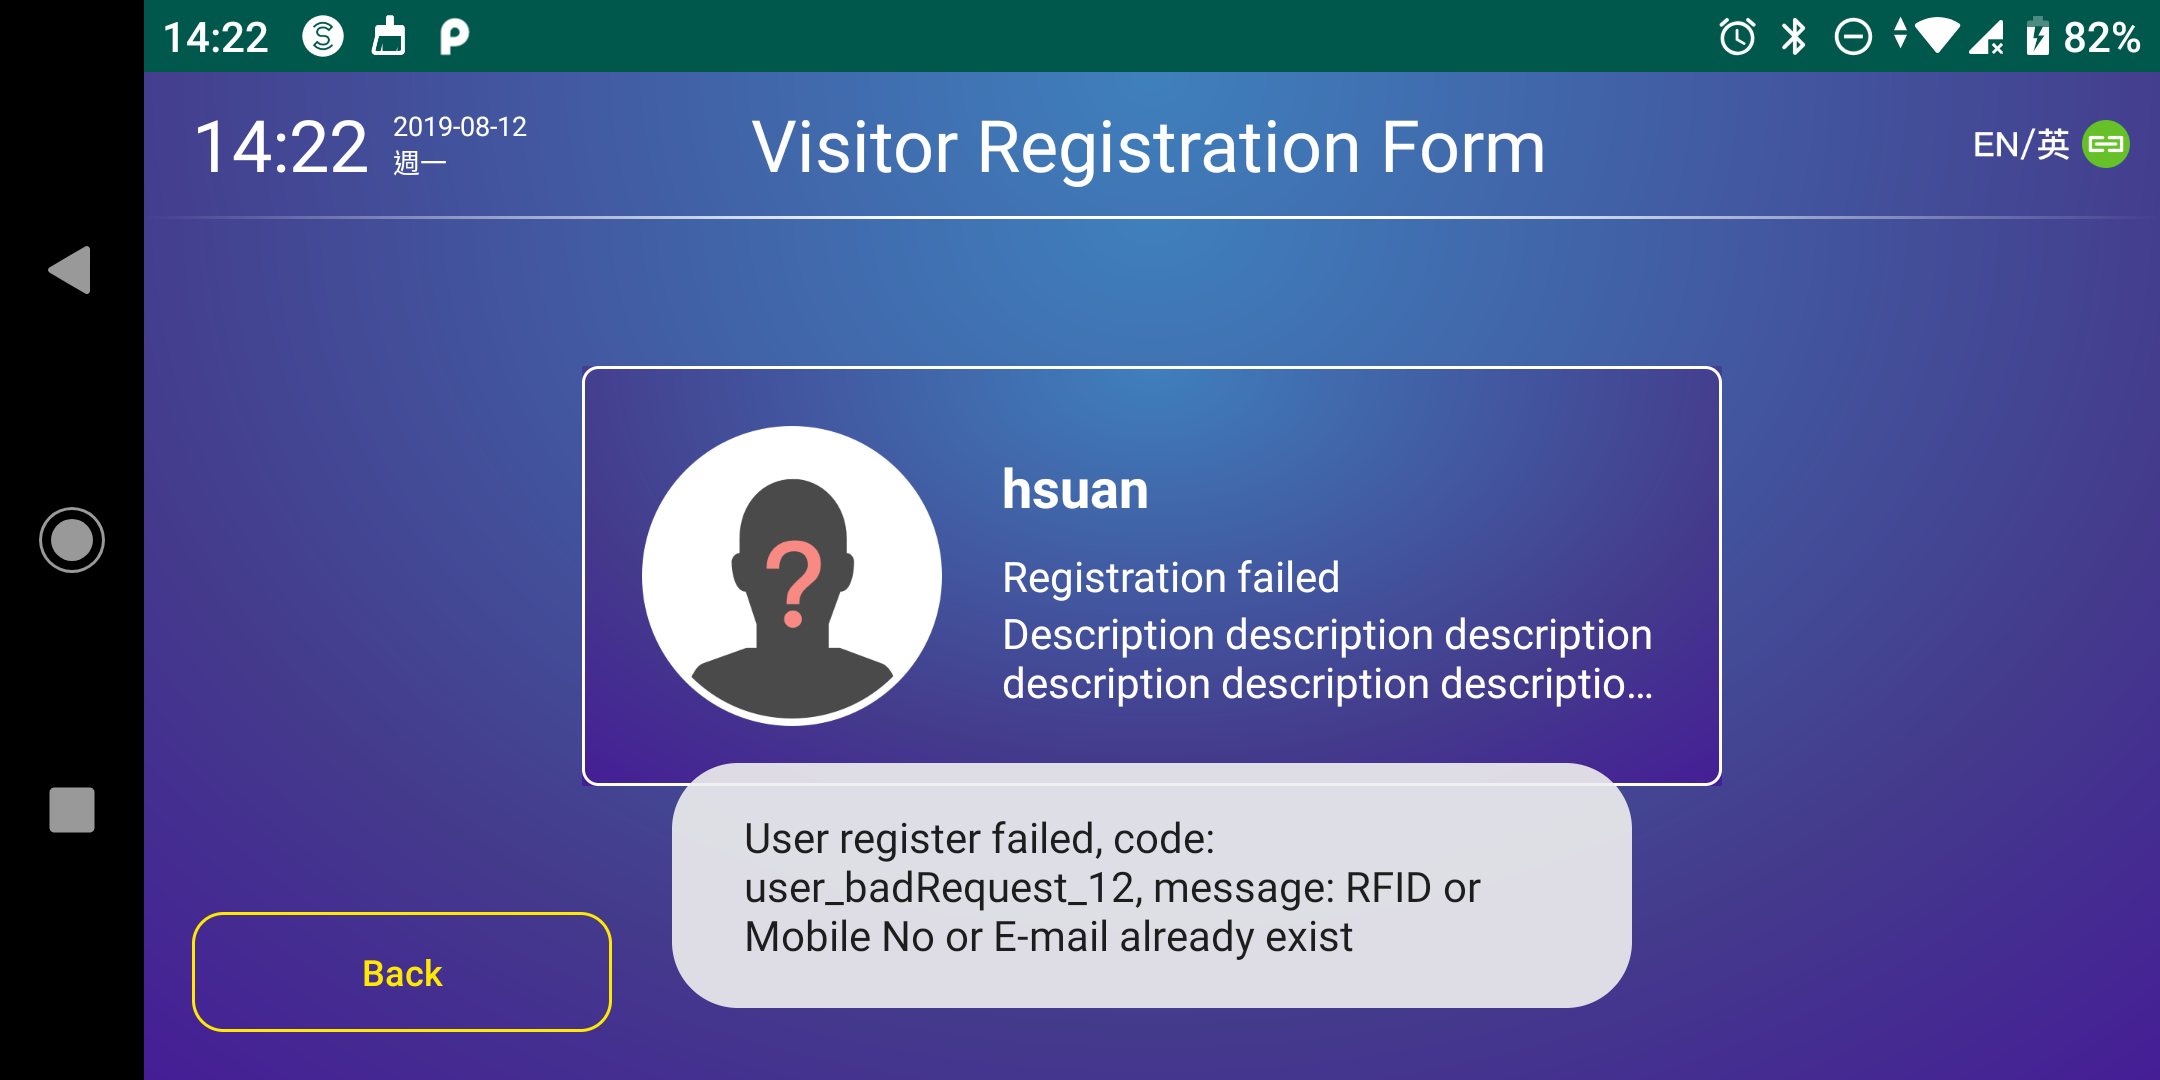 14:22
82%
14:22
2019-08-12
週一
Visitor Registration Form
EN/英
?
hsuan
Registration failed
Description description description
description description descriptio...
User register failed, code:
user_badRequest_12, message: RFID or
Mobile No or E-mail already exist
Back